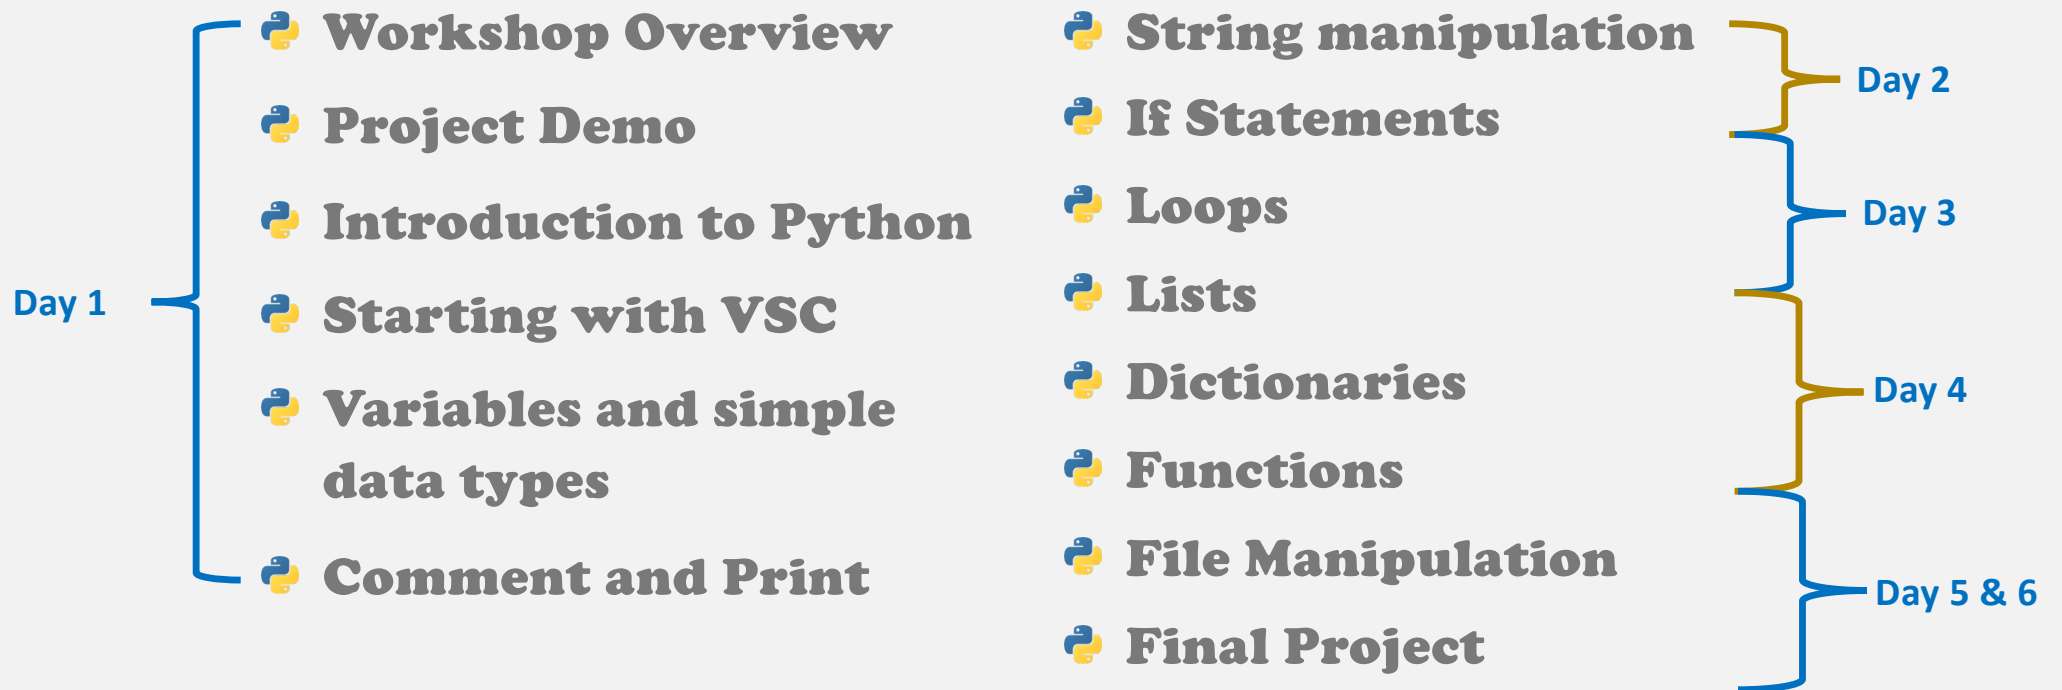 Day 1
Workshop Overview
Project Demo
Introduction to Python
Starting with VSC
Variables and simple
data types
Comment and Print
String manipulation
If Statements
Loops
Lists
Dictionaries
Functions
File Manipulation
Final Project
Day 2
Day 3
Day 4
Day 5 & 6